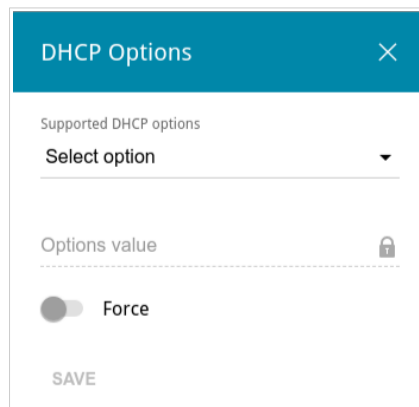 DHCP Options
Supported DHCP options
Select option
Options value
Force
SAVE